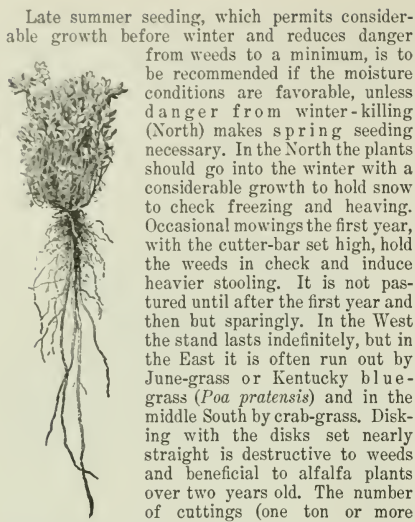 Late summer seeding, which permits consider-
able growth before winter and reduces danger
from weeds to a minimum, is to
be recommended if the moisture
conditions are favorable, unless
danger from winter-killing
(North) makes spring seeding
necessary. In the North the plants
should go into the winter with a
considerable growth to hold snow
to check freezing and heaving.
Occasional mowings the first year,
with the cutter-bar set high, hold
the weeds in check and induce
heavier stooling. It is not pas-
tured until after the first year and
then but sparingly. In the West
the stand lasts indefinitely, but in
the East it is often run out by
June-grass or Kentucky blue-
grass (Poa pratensis) and in the
middle South by crab-grass. Disk-
ing with the disks set nearly
straight is destructive to weeds
and beneficial to alfalfa plants
over two years old. The number
of cuttings (one ton or more